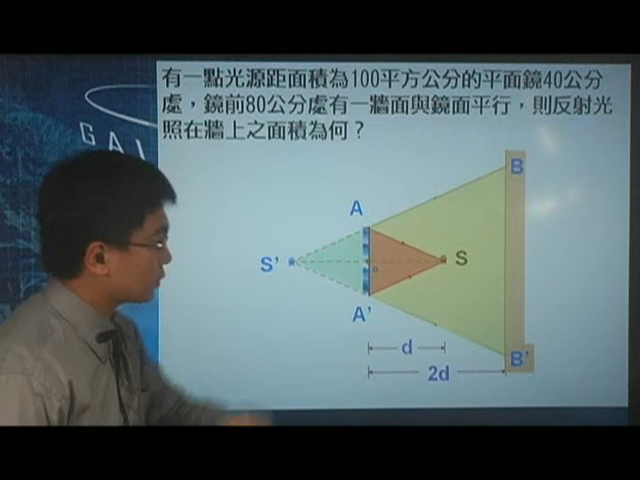 有一點光源距面積為100平方公分的平面鏡40公分
處，鏡前80公分處有一牆面與鏡面平行，則反射光
照在牆上之面積為何？
GAL
B
A
S'
S
A'
d
B'
2d